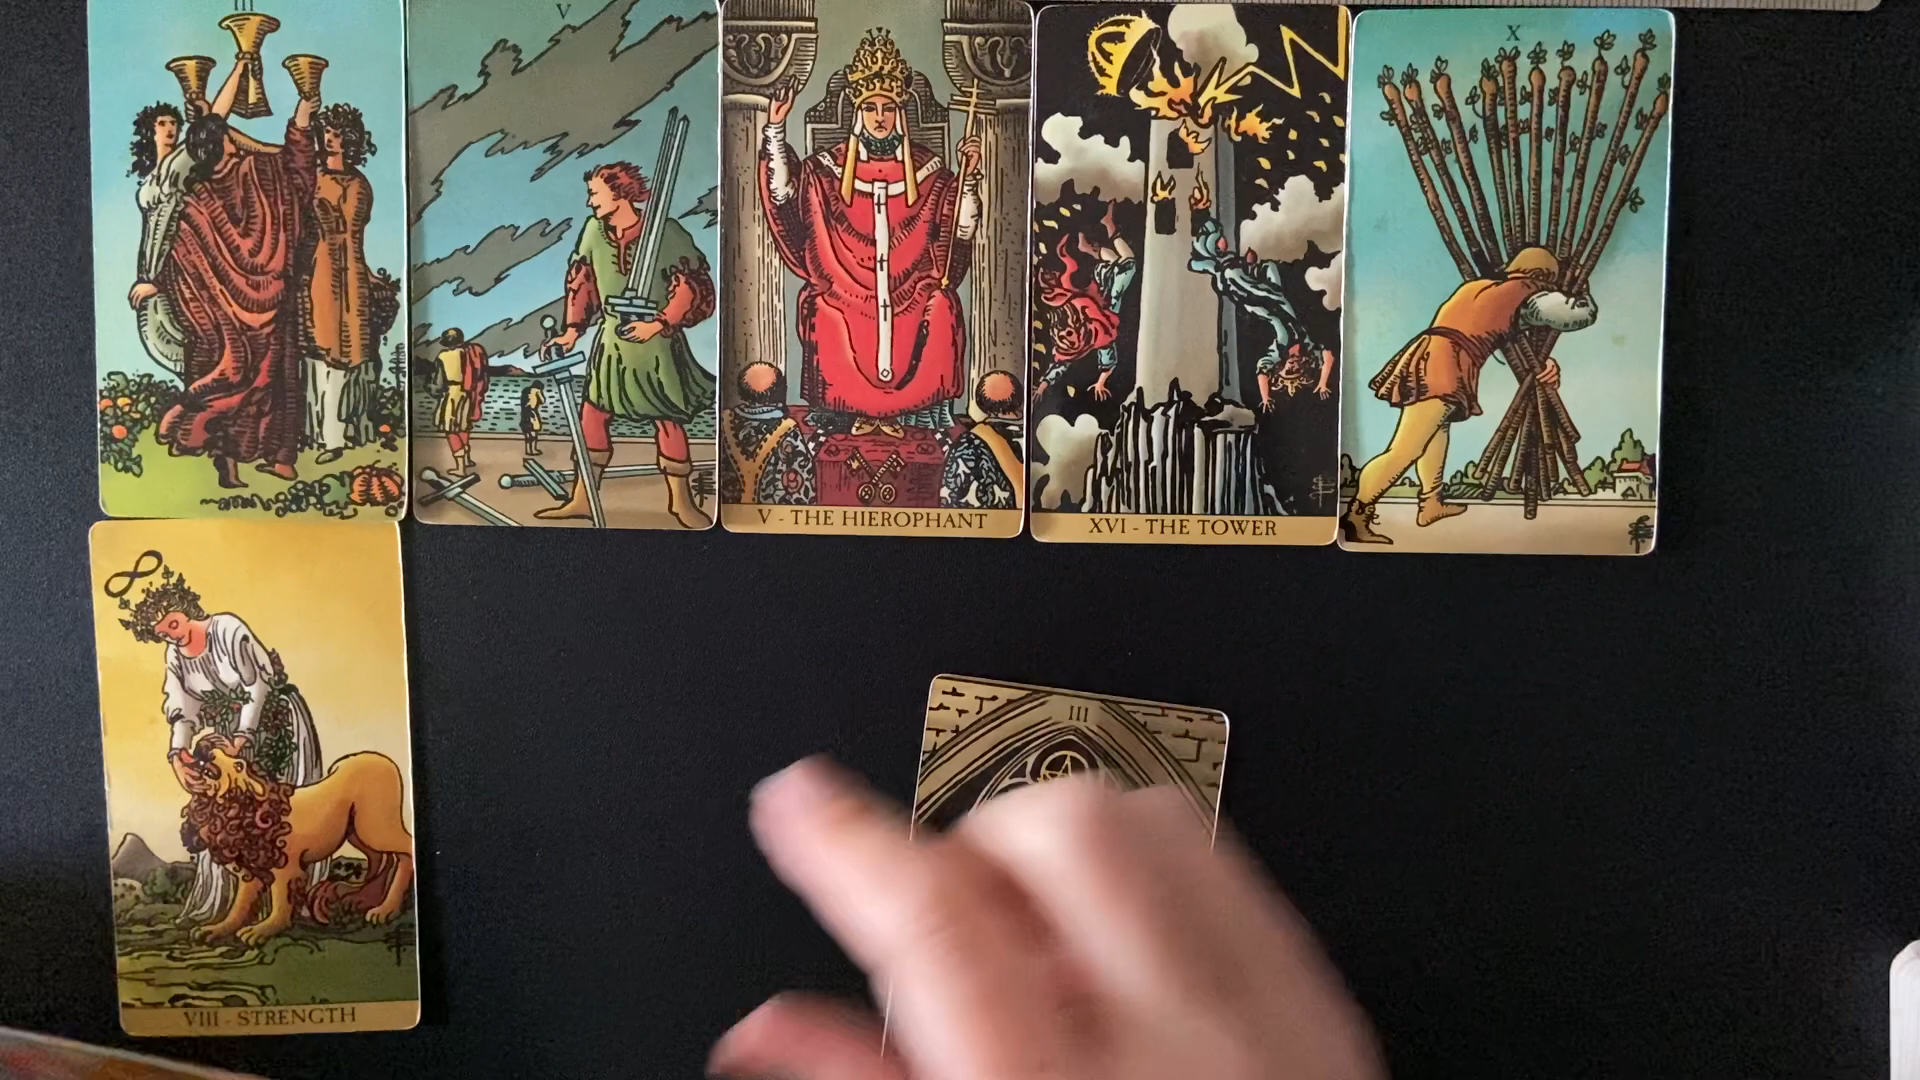 III
V
X
V - THE HIEROPHANT
XVI - THE TOWER
III
VIII - STRENGTH